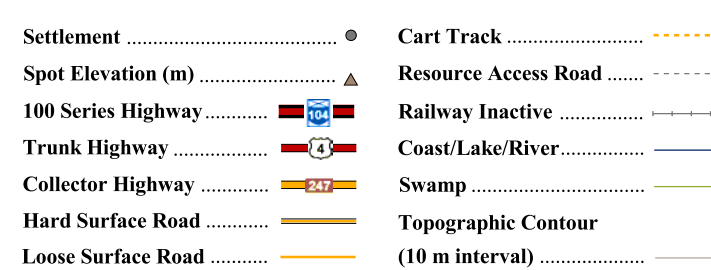 Settlement ......................................
Spot Elevation (m) .........................
100 Series Highway............ 104
Trunk Highway .................. 4
Collector Highway ............. 247
Hard Surface Road ............
Loose Surface Road ...........
Cart Track .........................
Resource Access Road .......
Railway Inactive ................
Coast/Lake/River................
Swamp ................................
Topographic Contour
(10 m interval) ....................